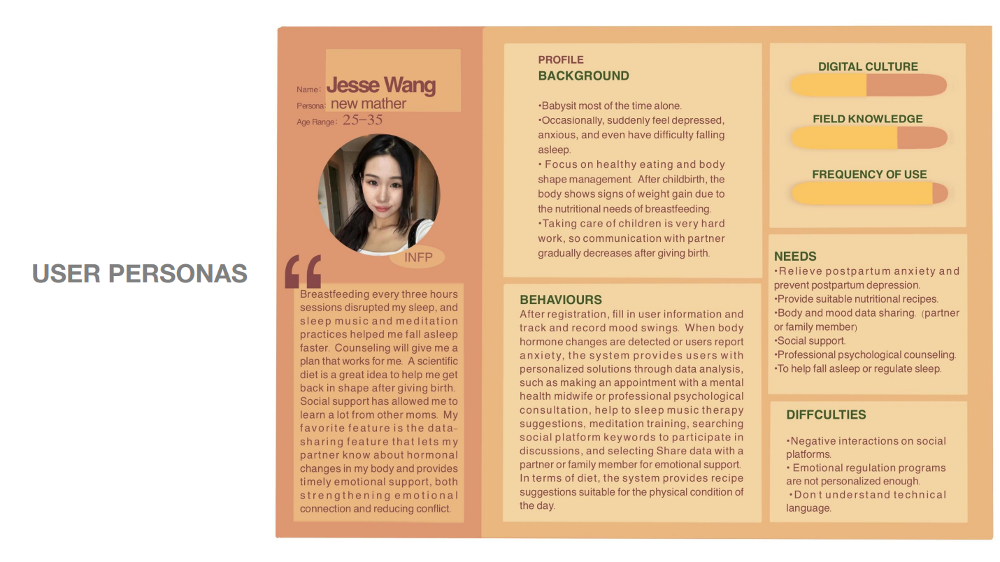 USER PERSONAS
Name: Jesse Wang
Persona: new mather
Age Range: 25-35
INFP
“
Breastfeeding every three hours
sessions disrupted my sleep, and
sleep music and meditation
practices helped me fall asleep
faster. Counseling will give me a
plan that works for me. A scientific
diet is a great idea to help me get
back in shape after giving birth.
Social support has allowed me to
learn a lot from other moms. My
favorite feature is the data-
sharing feature that lets my
partner know about hormonal
changes in my body and provides
timely emotional support, both
strengthening emotional
connection and reducing conflict.
PROFILE
BACKGROUND
•Babysit most of the time alone.
•Occasionally, suddenly feel depressed,
anxious, and even have difficulty falling
asleep.
• Focus on healthy eating and body
shape management. After childbirth, the
body shows signs of weight gain due to
the nutritional needs of breastfeeding.
•Taking care of children is very hard
work, so communication with partner
gradually decreases after giving birth.
BEHAVIOURS
After registration, fill in user information and
track and record mood swings. When body
hormone changes are detected or users report
anxiety, the system provides users with
personalized solutions through data analysis,
such as making an appointment with a mental
health midwife or professional psychological
consultation, help to sleep music therapy
suggestions, meditation training, searching
social platform keywords to participate in
discussions, and selecting Share data with a
partner or family member for emotional support.
In terms of diet, the system provides recipe
suggestions suitable for the physical condition of
the day.
DIGITAL CULTURE
FIELD KNOWLEDGE
FREQUENCY OF USE
NEEDS
•Relieve postpartum anxiety and
prevent postpartum depression.
•Provide suitable nutritional recipes.
•Body and mood data sharing. (partner
or family member)
•Social support.
•Professional psychological counseling.
•To help fall asleep or regulate sleep.
DIFFCULTIES
•Negative interactions on social
platforms.
• Emotional regulation programs
are not personalized enough.
•Don't understand technical
language.